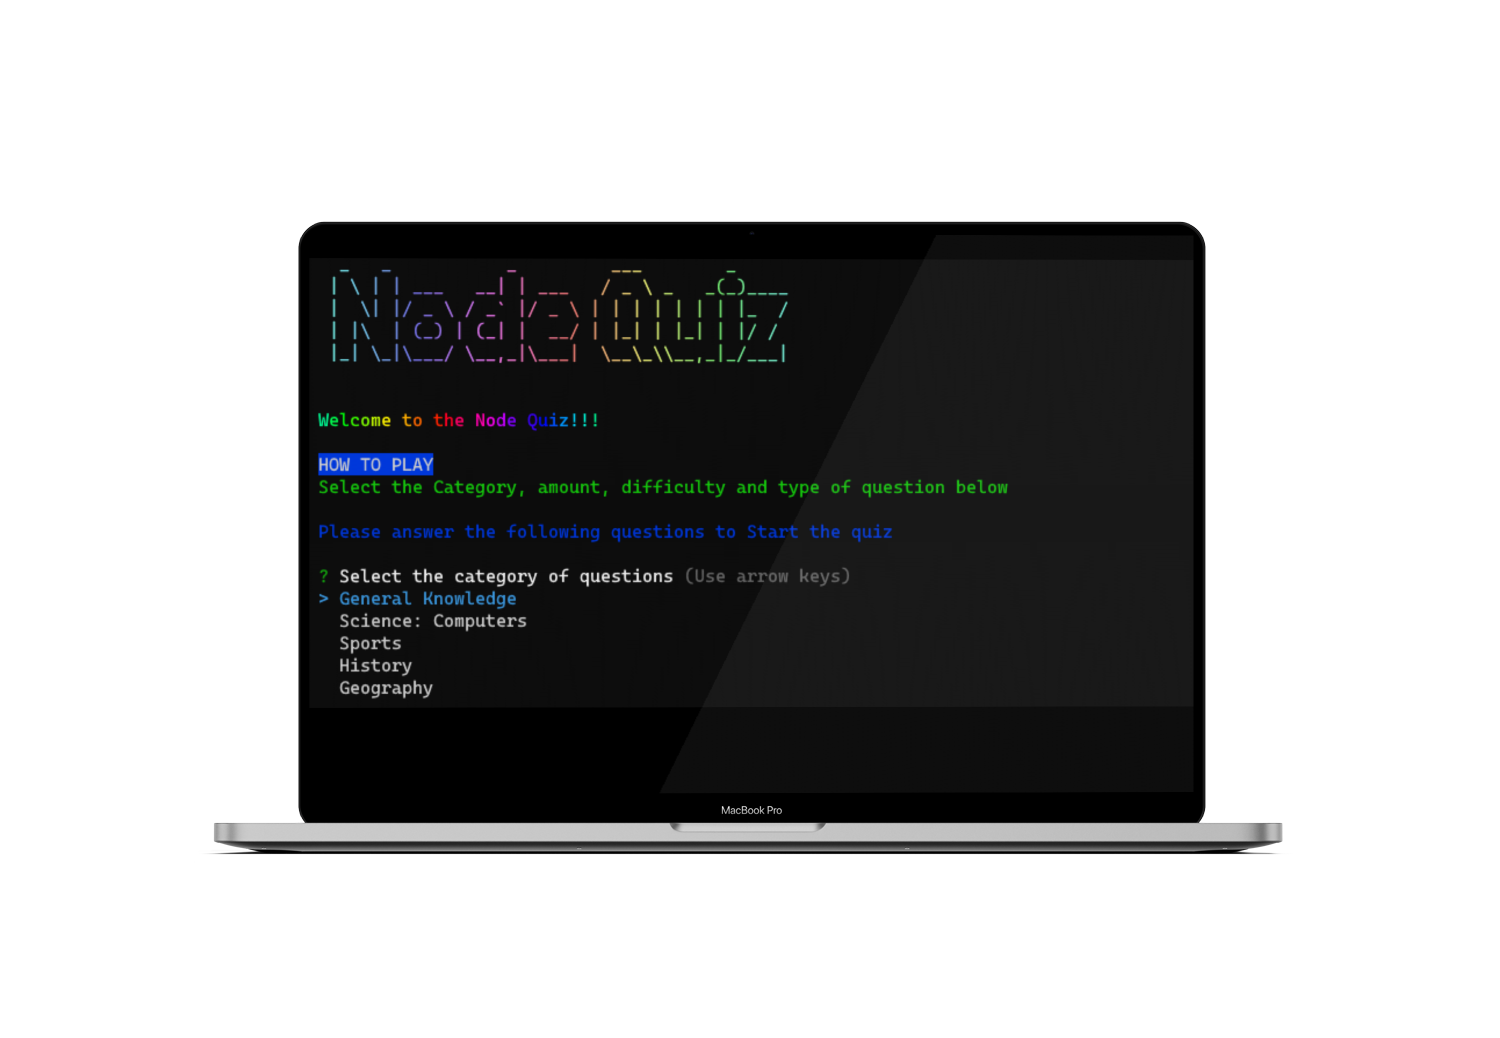 Node Quiz
Welcome to the Node Quiz!!!
HOW TO PLAY
Select the Category, amount, difficulty and type of question below
Please answer the following questions to Start the quiz
? Select the category of questions (Use arrow keys)
> General Knowledge
Science: Computers
Sports
History
Geography
MacBook Pro